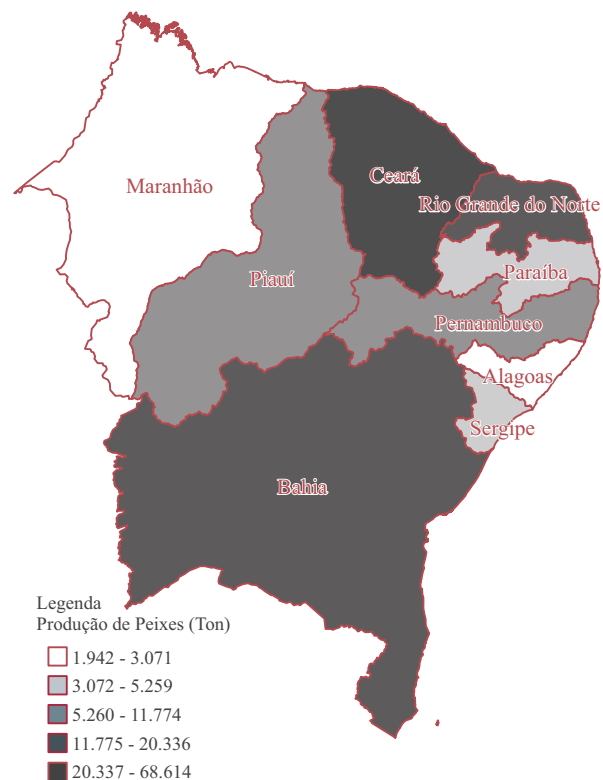 Maranhão
Ceará
Rio Grande do Norte
Paraíba
Piauí
Pernambuco
Alagoas
Sergipe
Bahia
Legenda
Produção de Peixes (Ton)
1.942 - 3.071
3.072 - 5.259
5.260 - 11.774
11.775 - 20.336
20.337 - 68.614